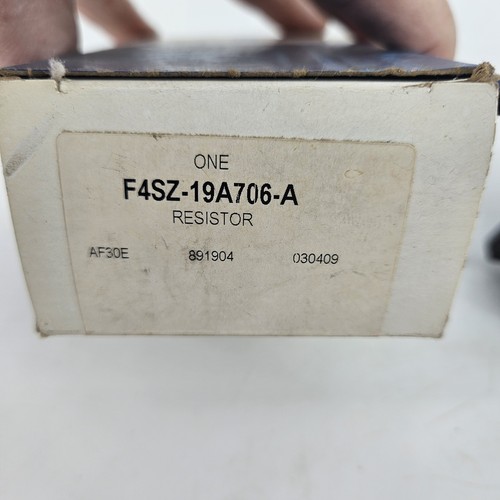 ONE
F4SZ-19A706-A
RESISTOR
AF30E 891904 030409